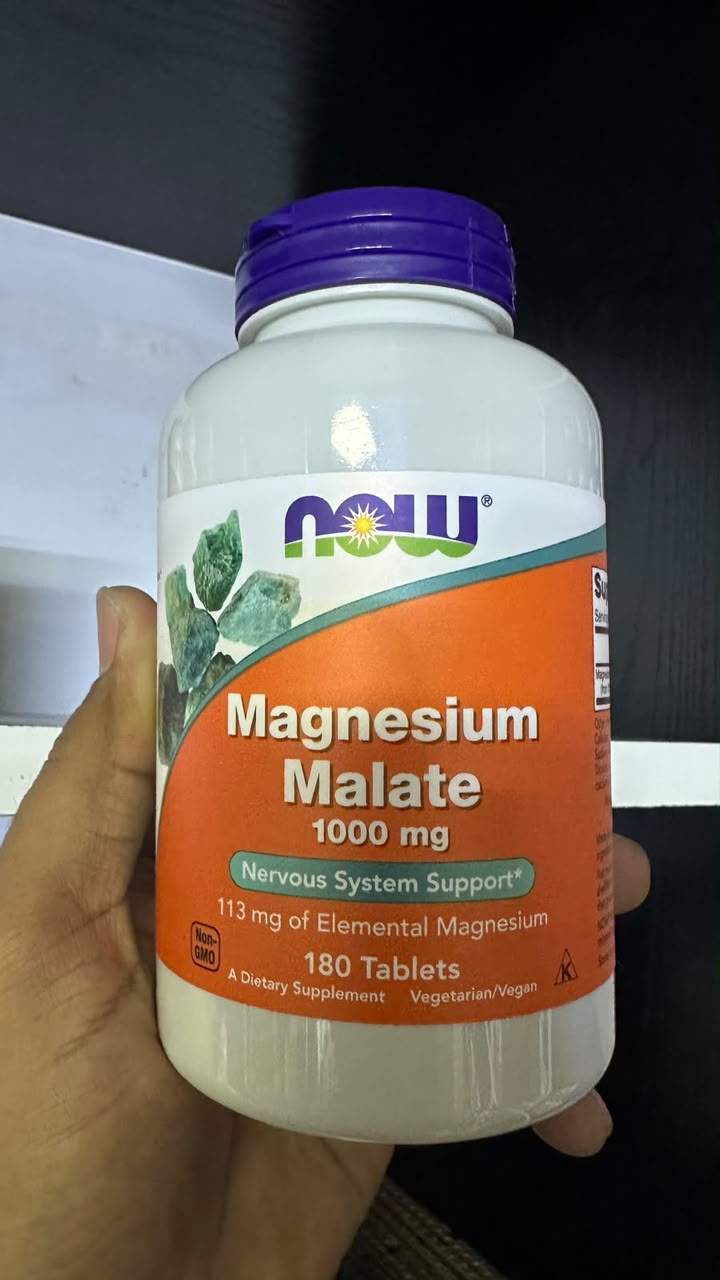 now®
Magnesium
Malate
1000 mg
Nervous System Support*
113 mg of Elemental Magnesium
Non-
GMO
180 Tablets
A Dietary Supplement Vegetarian/Vegan
K